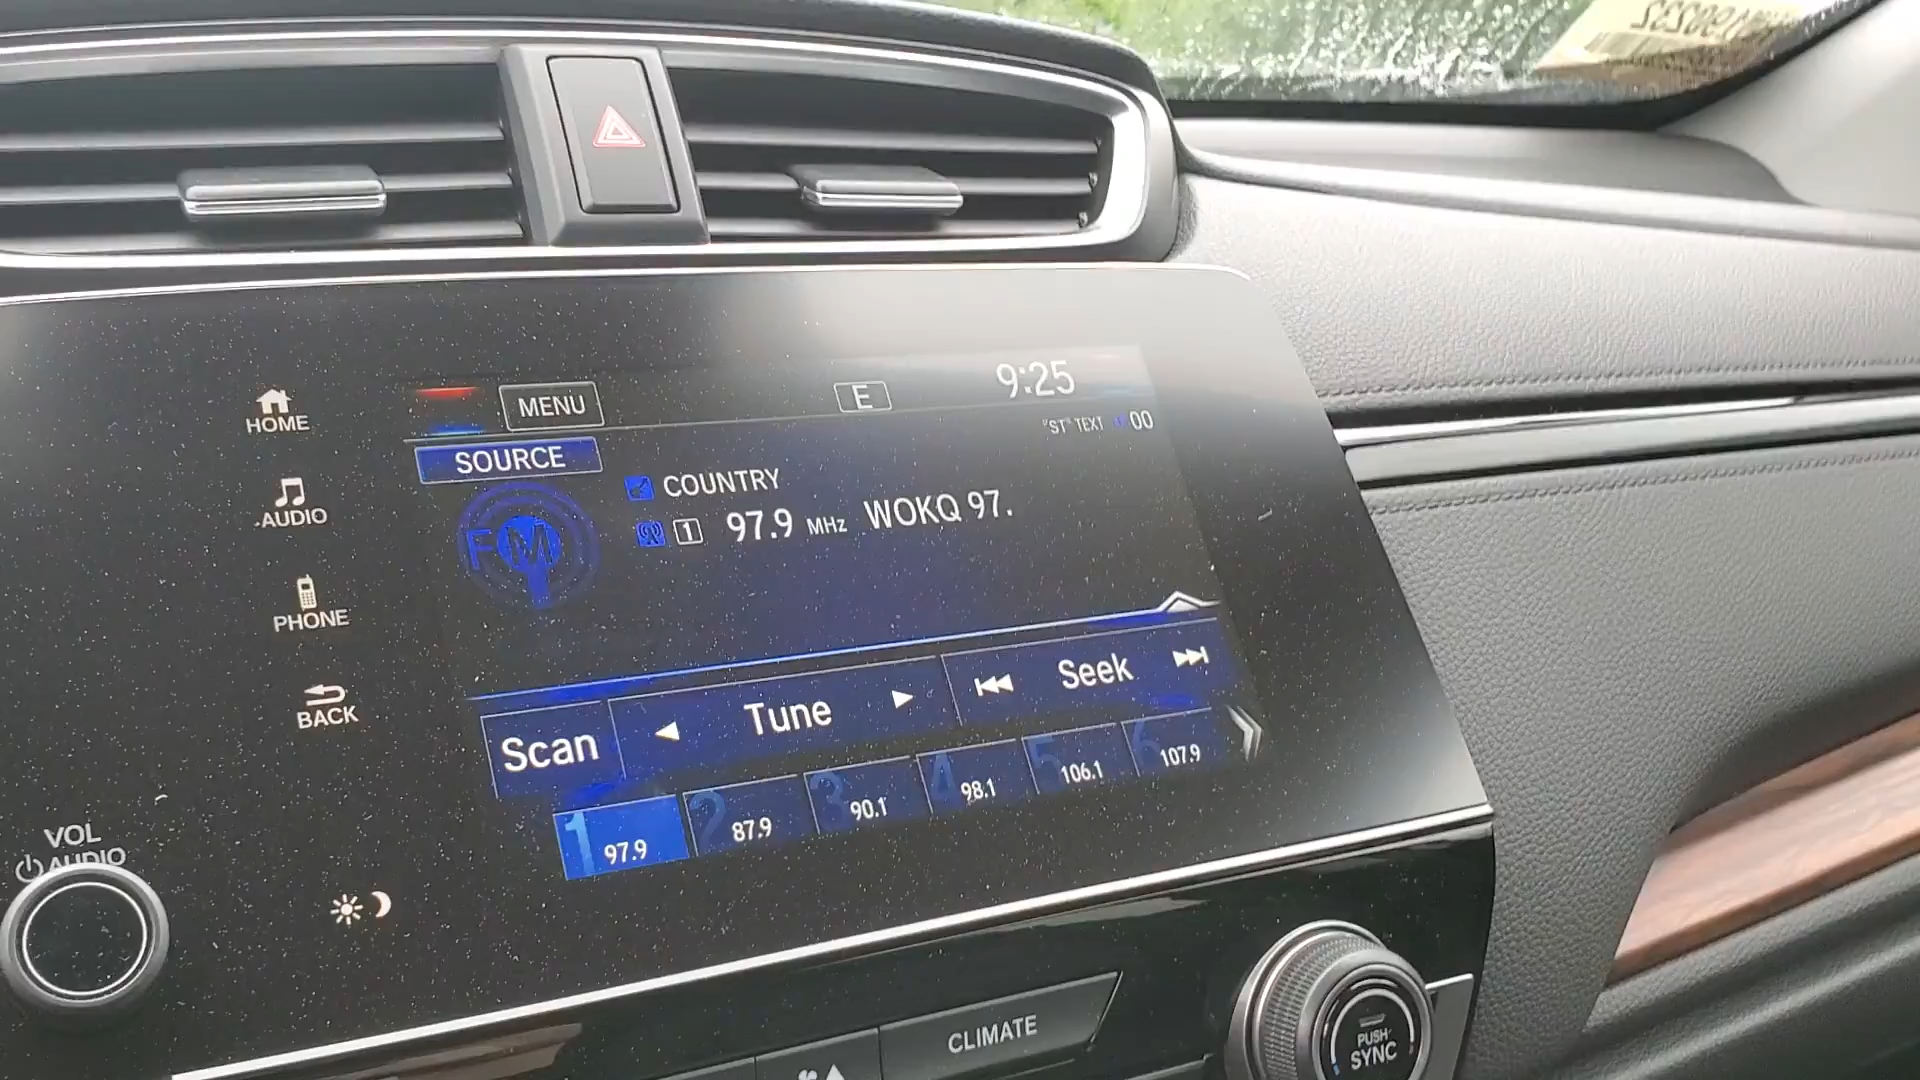 HOME
AUDIO
PHONE
BACK
VOL
AUDIO
MENU
E
9:25
"ST" TEXT
00
SOURCE
FM
COUNTRY
1 97.9 MHz WOKQ 97.
Scan
Tune
Seek
1 97.9
2 87.9
3 90.1
4 98.1
5 106.1
6 107.9
CLIMATE
PUSH
SYNC